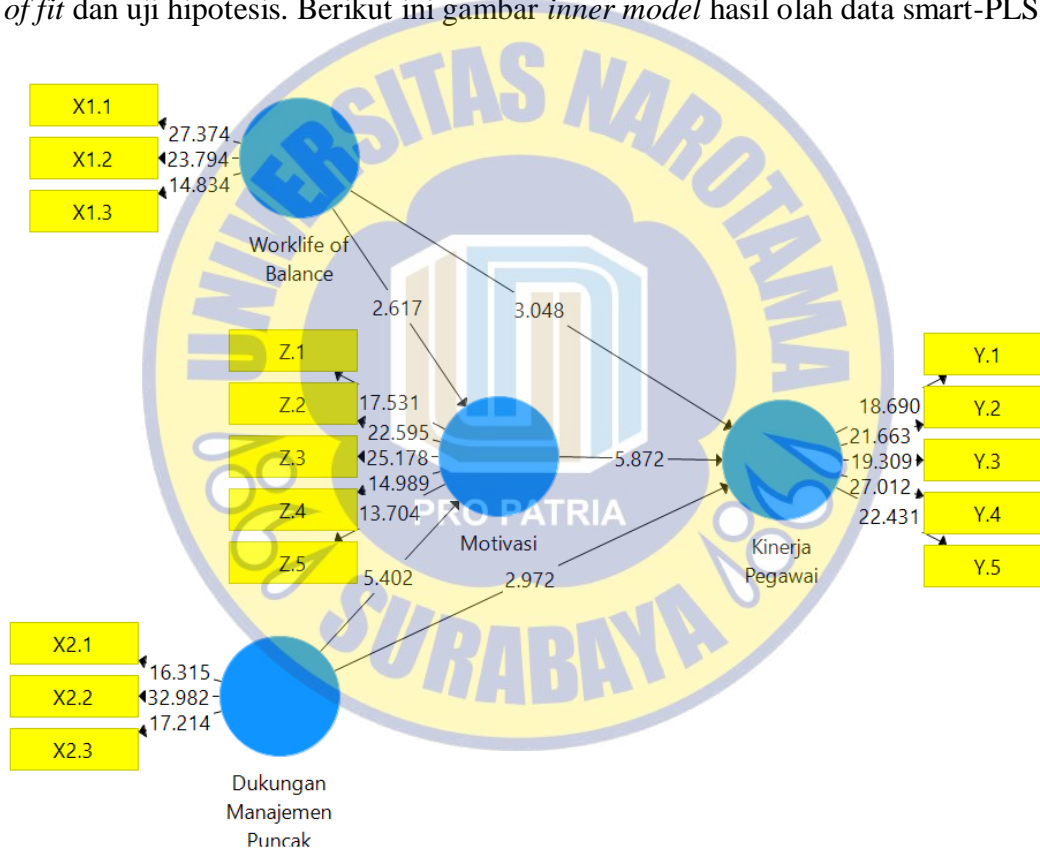 of fit dan uji hipotesis. Berikut ini gambar inner model hasil olah data smart-PLS
UNIVERSITAS NAROTAMA
SURABAYA
PRO PATRIA
X1.1
X1.2
X1.3
27.374
23.794
14.834
Worklife of
Balance
2.617
3.048
Z.1
Z.2
Z.3
Z.4
Z.5
17.531
22.595
25.178
14.989
13.704
Motivasi
5.872
5.402
2.972
Kinerja
Pegawai
18.690
21.663
19.309
27.012
22.431
Y.1
Y.2
Y.3
Y.4
Y.5
X2.1
X2.2
X2.3
16.315
32.982
17.214
Dukungan
Manajemen
Puncak